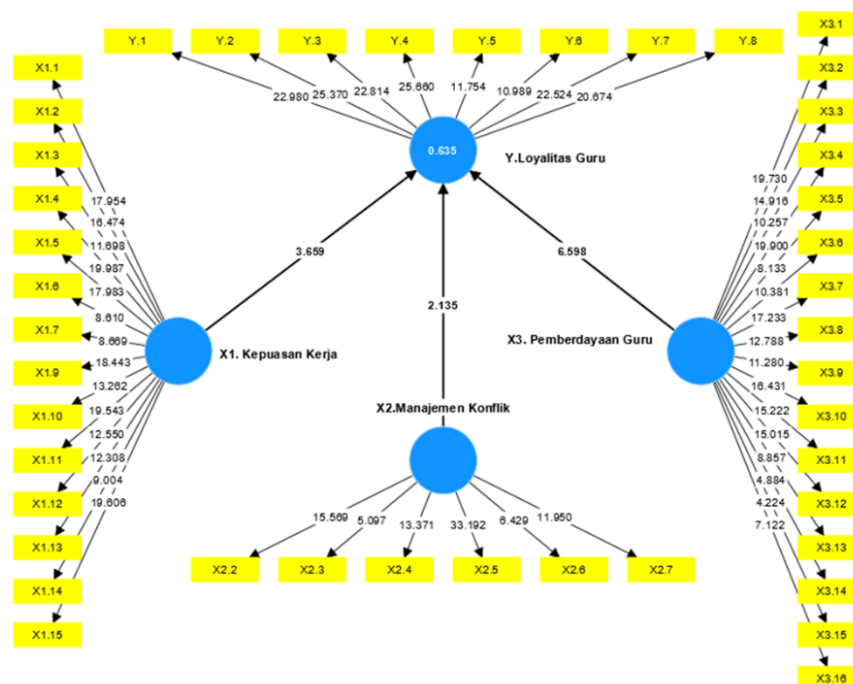 X3.1
Y.1 Y.2 Y.3 Y.4 Y.5 Y.6 Y.7 Y.8
X1.1
X1.2
X1.3
X1.4
X1.5
X1.6
X1.7
X1.9
X1.10
X1.11
X1.12
X1.13
X1.14
X1.15
X3.2
X3.3
X3.4
X3.5
X3.6
X3.7
X3.8
X3.9
X3.10
X3.11
X3.12
X3.13
X3.14
X3.15
X3.16
22.980 25.370 22.814 25.660 11.754 10.989 22.524 20.674
0.635
Y.Loyalitas Guru
17.954
16.474
11.698
19.987
17.983
8.610
8.669
18.443
13.262
19.543
12.550
12.308
9.004
19.606
X1. Kepuasan Kerja
3.659
2.135
6.598
X3. Pemberdayaan Guru
19.730
14.916
10.257
19.900
8.133
10.381
17.233
12.788
11.280
16.431
15.222
15.015
8.857
4.884
4.224
7.122
X2.Manajemen Konflik
15.569 5.097 13.371 33.192 6.429 11.950
X2.2 X2.3 X2.4 X2.5 X2.6 X2.7